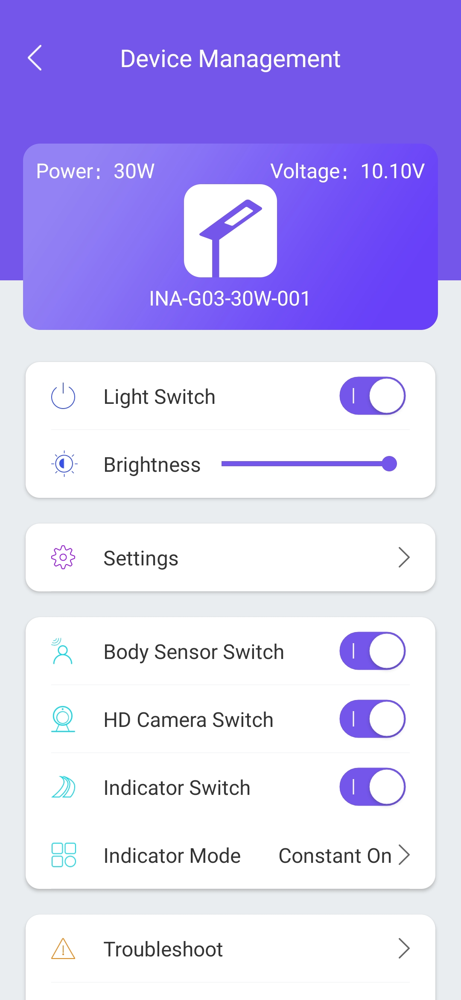 Device Management
Power: 30W
Voltage: 10.10V
INA-G03-30W-001
Light Switch
Brightness
Settings
Body Sensor Switch
HD Camera Switch
Indicator Switch
Indicator Mode Constant On
Troubleshoot